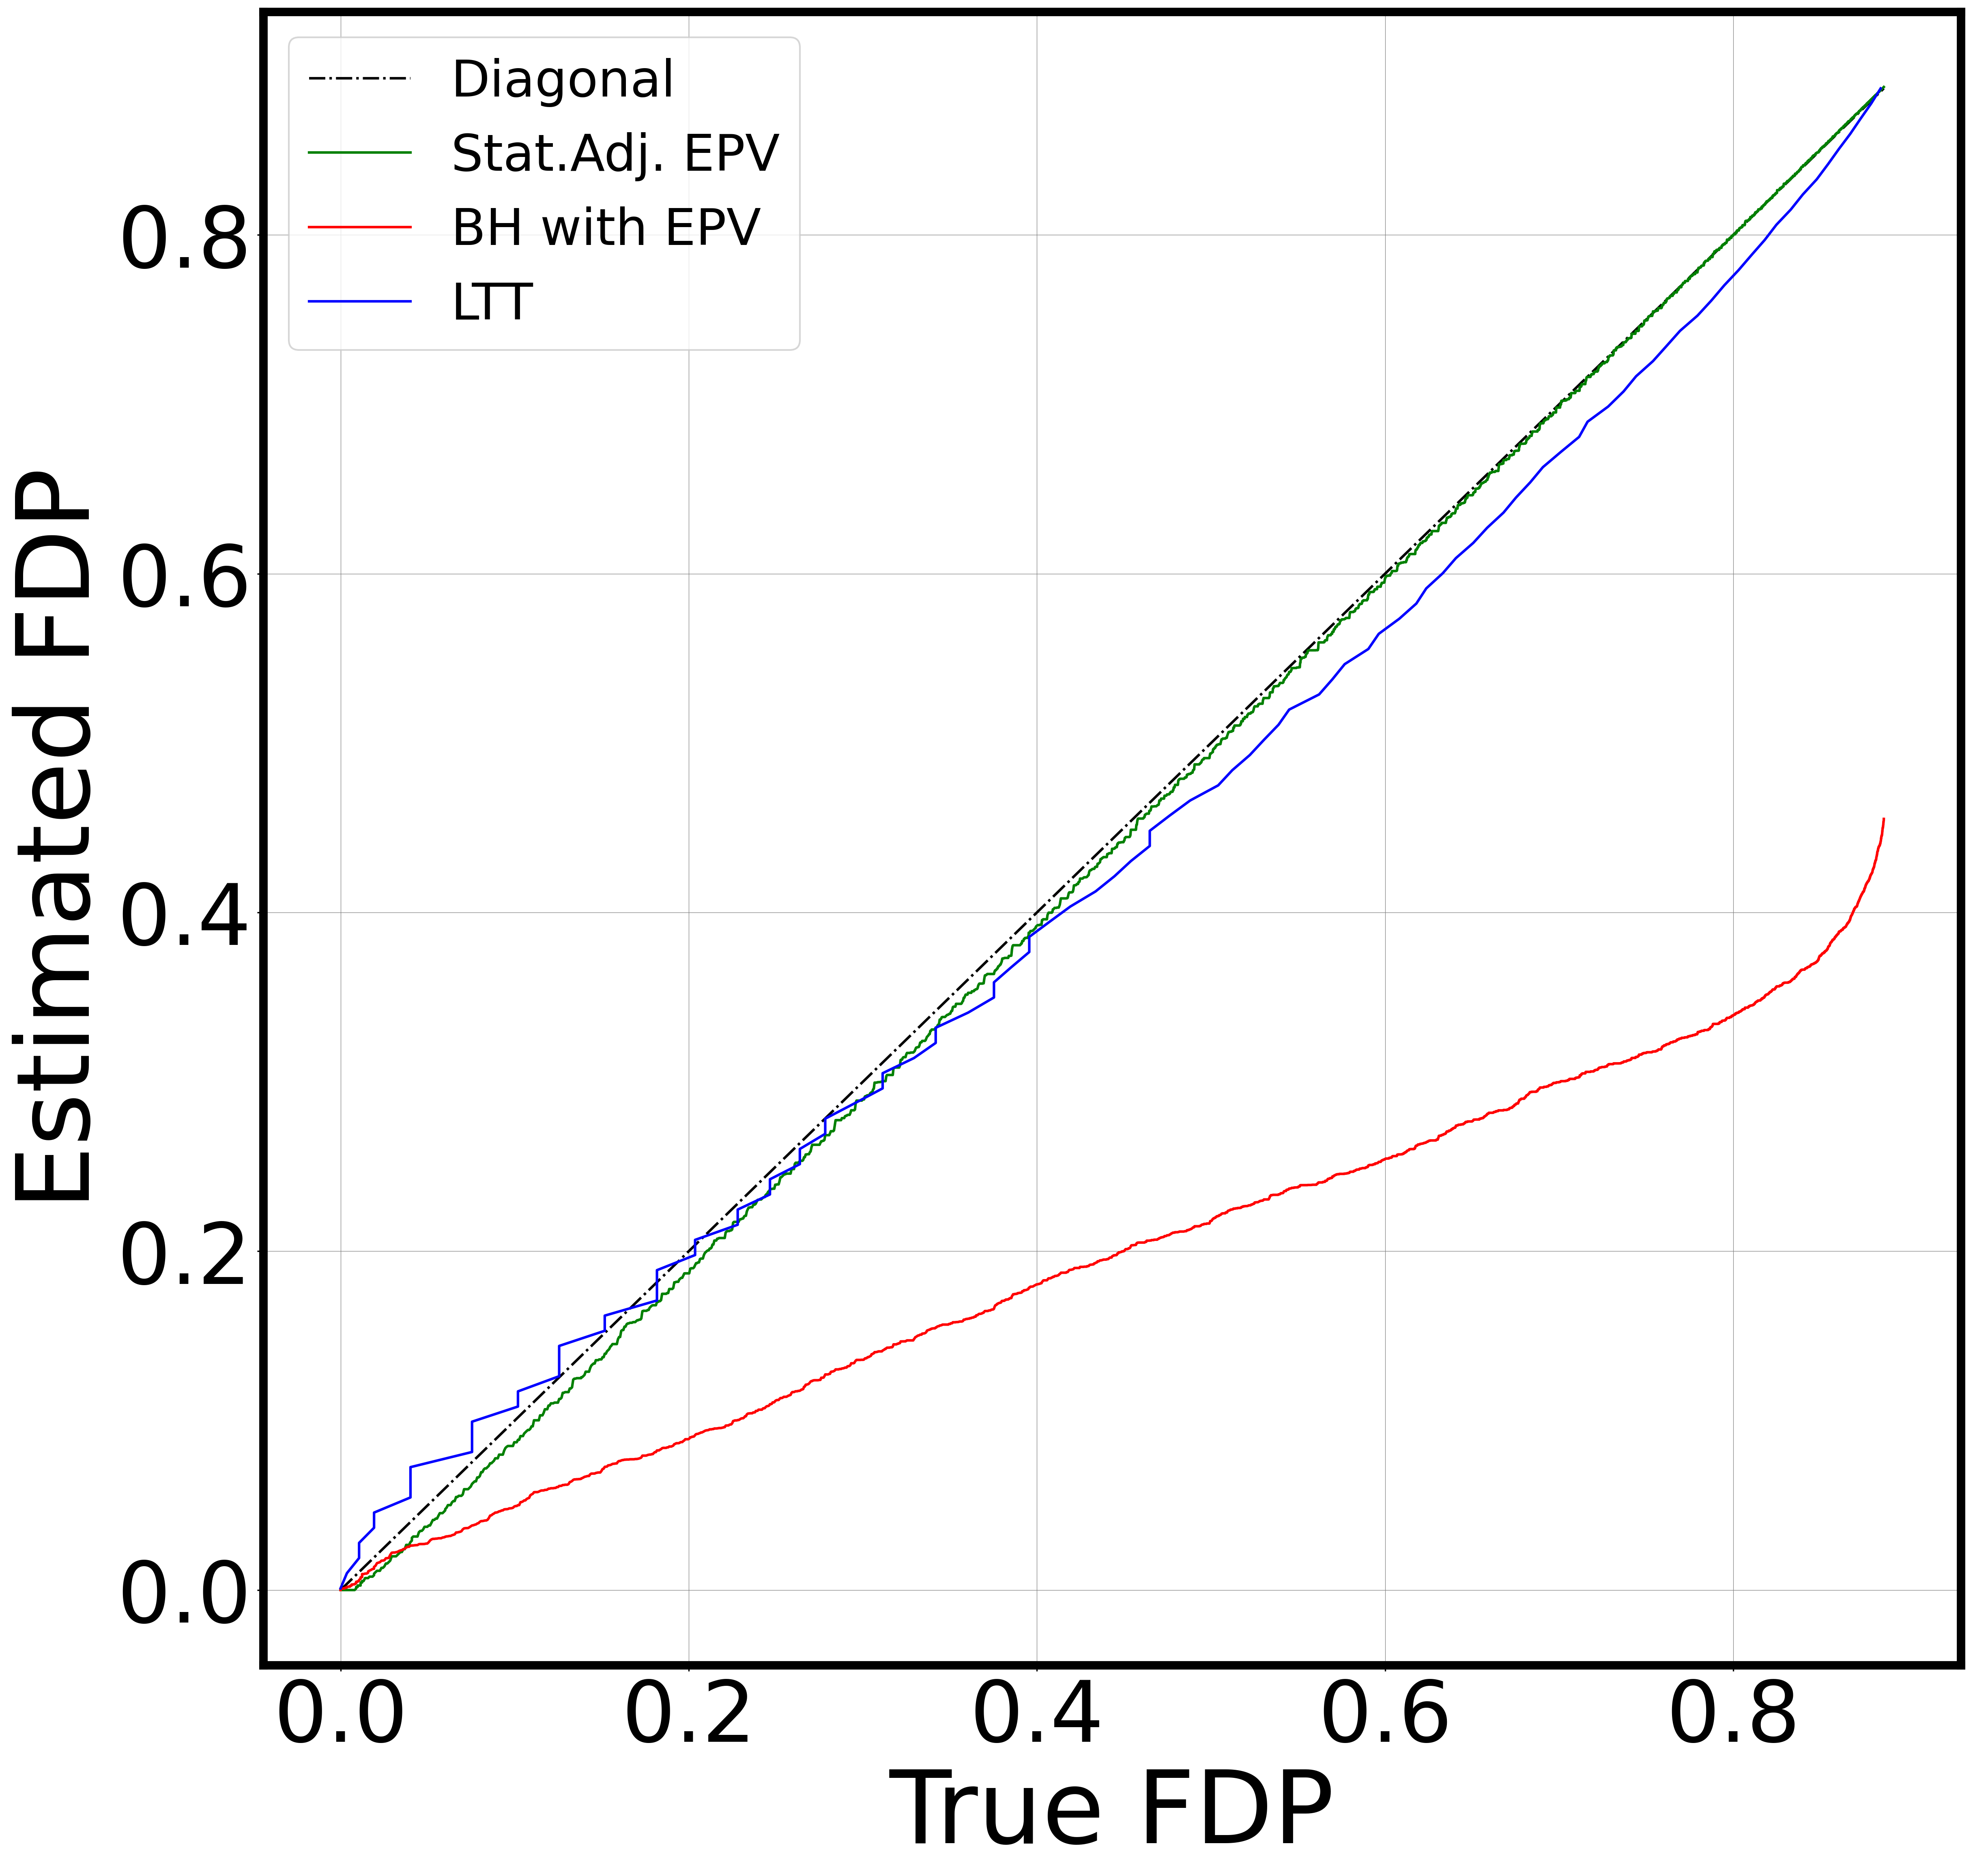 Diagonal
Stat.Adj. EPV
BH with EPV
LTT
Estimated FDP
0.8
0.6
0.4
0.2
0.0
0.0 0.2 0.4 0.6 0.8
True FDP